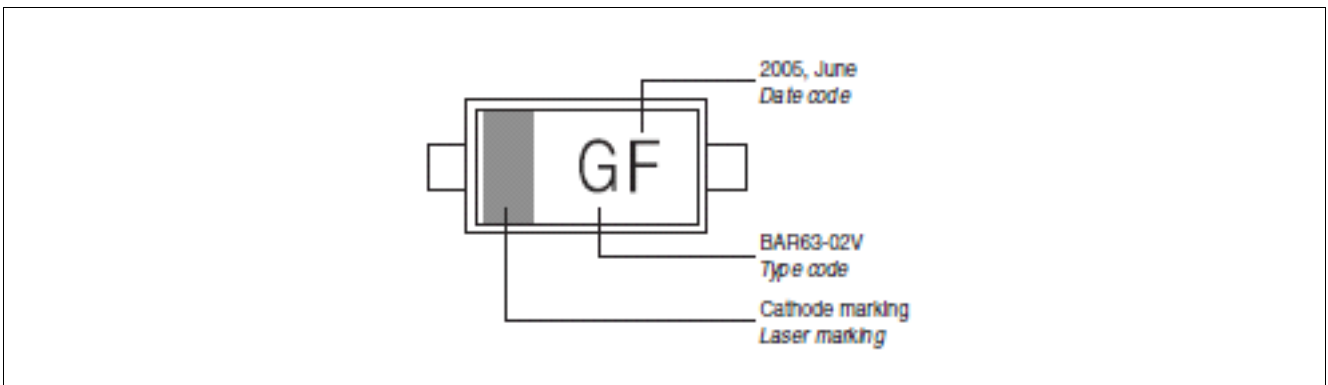 2005, June
Date code
GF
BAR63-02V
Type code
Cathode marking
Laser marking